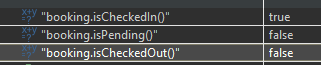 x+y=? "booking.isCheckedIn()" true
x+y=? "booking.isPending()" false
x+y=? "booking.isCheckedOut()" false